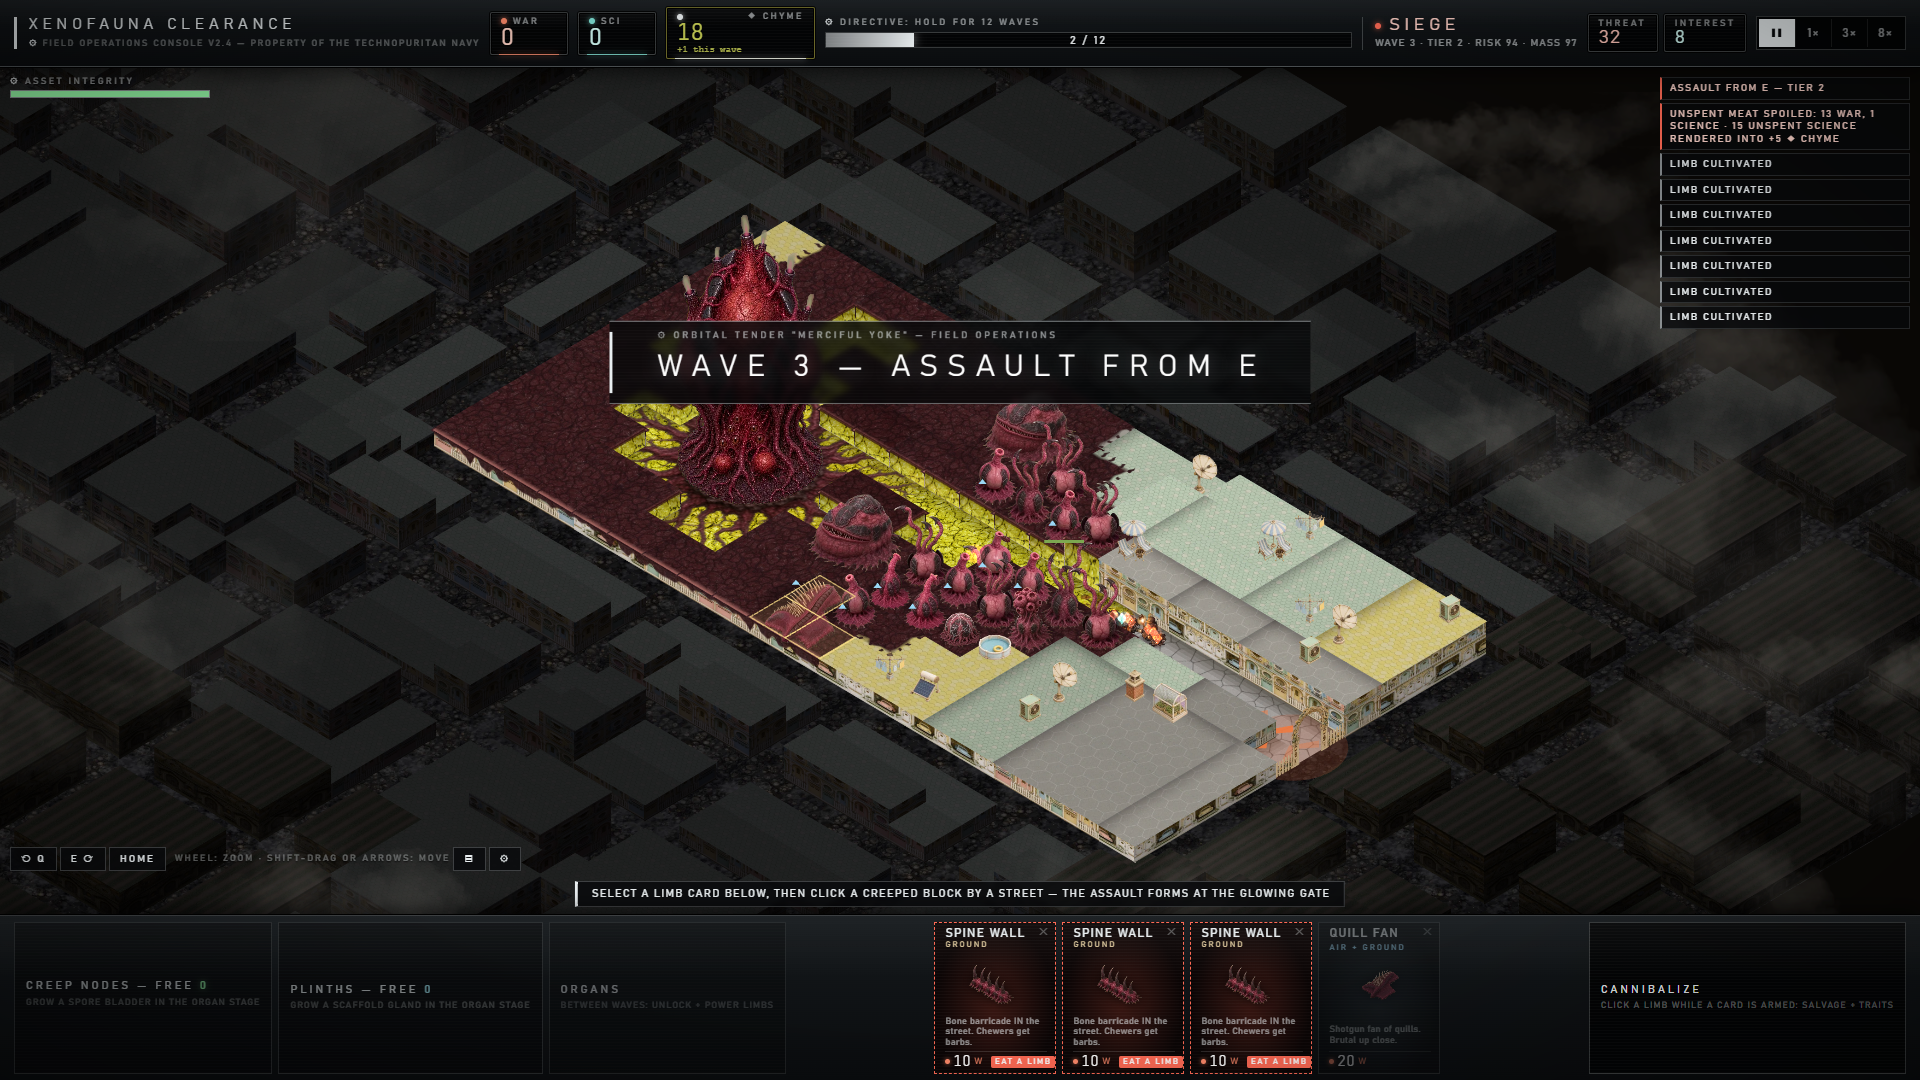 XENOFAUNA CLEARANCE
FIELD OPERATIONS CONSOLE V2.4 — PROPERTY OF THE TECHNOPURITAN NAVY
WAR
0
SCI
0
CHYME
18
+1 this wave
DIRECTIVE: HOLD FOR 12 WAVES
2 / 12
SIEGE
WAVE 3 · TIER 2 · RISK 94 · MASS 97
THREAT
32
INTEREST
8
1×
3×
8×
ASSET INTEGRITY
ASSAULT FROM E — TIER 2
UNSPENT MEAT SPOILED: 13 WAR, 1
SCIENCE · 15 UNSPENT SCIENCE
RENDERED INTO +5 ◆ CHYME
LIMB CULTIVATED
LIMB CULTIVATED
LIMB CULTIVATED
LIMB CULTIVATED
LIMB CULTIVATED
LIMB CULTIVATED
LIMB CULTIVATED
ORBITAL TENDER "MERCIFUL YOKE" — FIELD OPERATIONS
WAVE 3 — ASSAULT FROM E
Q
E
HOME
WHEEL: ZOOM · SHIFT-DRAG OR ARROWS: MOVE
SELECT A LIMB CARD BELOW, THEN CLICK A CREEPED BLOCK BY A STREET — THE ASSAULT FORMS AT THE GLOWING GATE
CREEP NODES — FREE 0
GROW A SPORE BLADDER IN THE ORGAN STAGE
PLINTHS — FREE 0
GROW A SCAFFOLD GLAND IN THE ORGAN STAGE
ORGANS
BETWEEN WAVES: UNLOCK + POWER LIMBS
SPINE WALL
GROUND
Bone barricade IN the
street. Chewers get
barbs.
10 W
EAT A LIMB
SPINE WALL
GROUND
Bone barricade IN the
street. Chewers get
barbs.
10 W
EAT A LIMB
SPINE WALL
GROUND
Bone barricade IN the
street. Chewers get
barbs.
10 W
EAT A LIMB
QUILL FAN
AIR + GROUND
Shotgun fan of quills.
Brutal up close.
20 W
CANNIBALIZE
CLICK A LIMB WHILE A CARD IS ARMED: SALVAGE + TRAITS